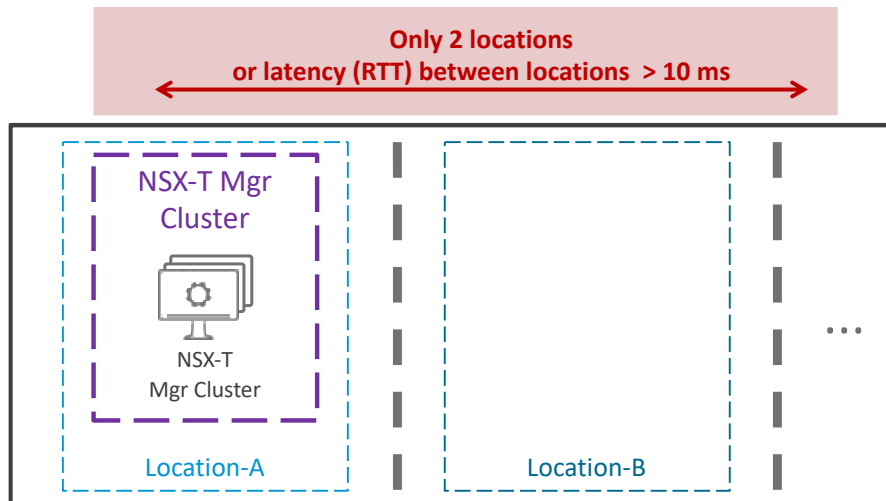 Only 2 locations
or latency (RTT) between locations > 10 ms
NSX-T Mgr
Cluster
NSX-T
Mgr Cluster
Location-A
Location-B
...